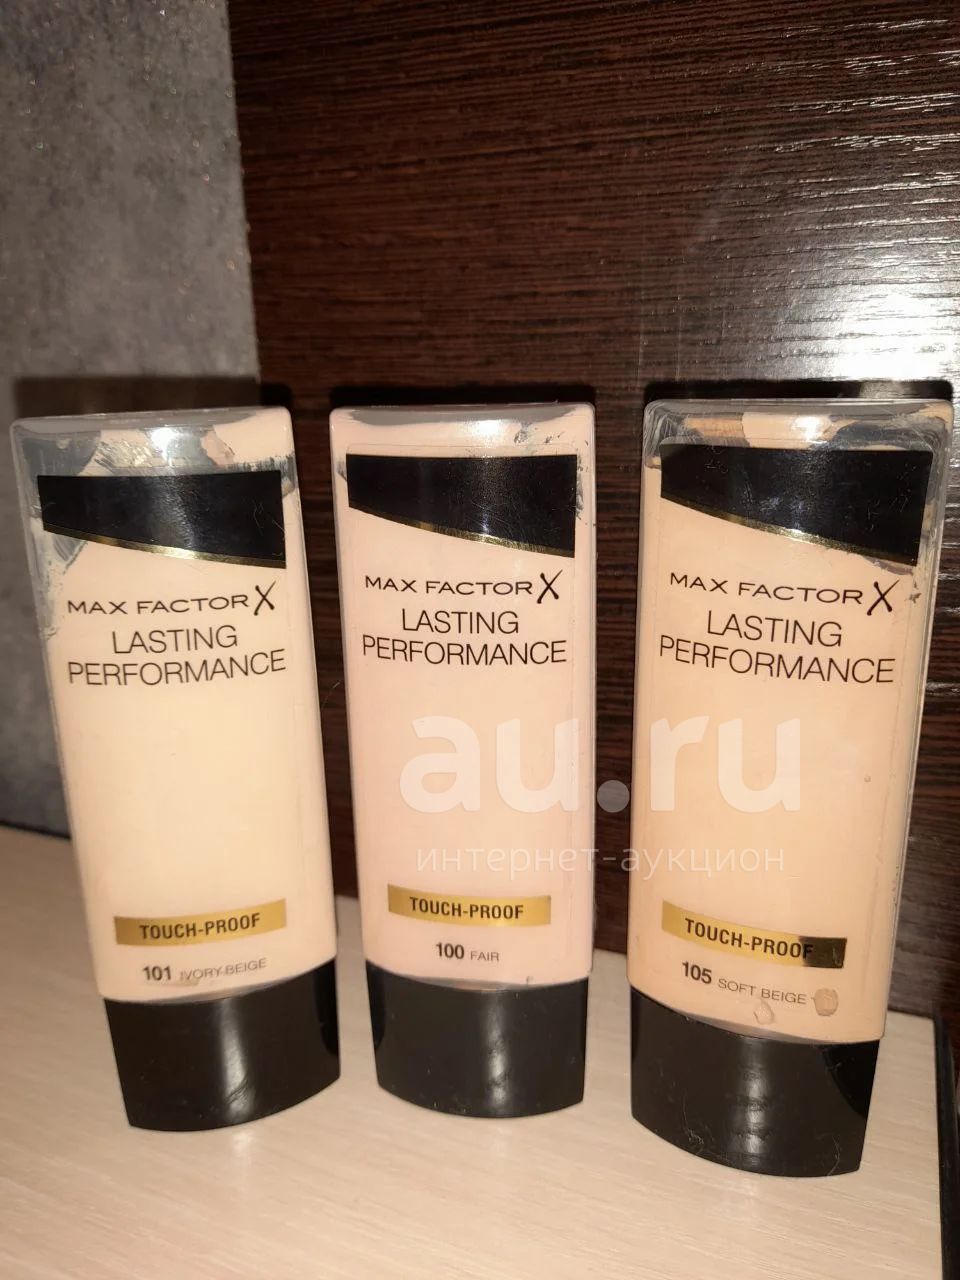 MAX FACTOR X
LASTING
PERFORMANCE
TOUCH-PROOF
101 IVORY BEIGE
MAX FACTOR X
LASTING
PERFORMANCE
TOUCH-PROOF
100 FAIR
MAX FACTOR X
LASTING
PERFORMANCE
TOUCH-PROOF
105 SOFT BEIGE
au.ru
интернет-аукцион